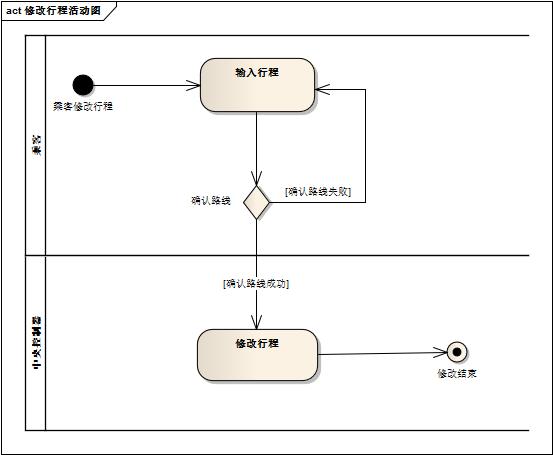 act 修改行程活动图
输入行程
乘客修改行程
乘客
确认路线
[确认路线失败]
[确认路线成功]
中央控制器
修改行程
修改结束